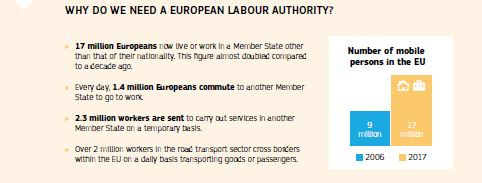 WHY DO WE NEED A EUROPEAN LABOUR AUTHORITY?
17 million Europeans now live or work in a Member State other
than that of their nationality. This figure almost doubled compared
to a decade ago.
Every day, 1.4 million Europeans commute to another Member
State to go to work.
2.3 million workers are sent to carry out services in another
Member State on a temporary basis.
Over 2 million workers in the road transport sector cross borders
within the EU on a daily basis transporting goods or passengers.
Number of mobile
persons in the EU
9
million
17
million
2006
2017